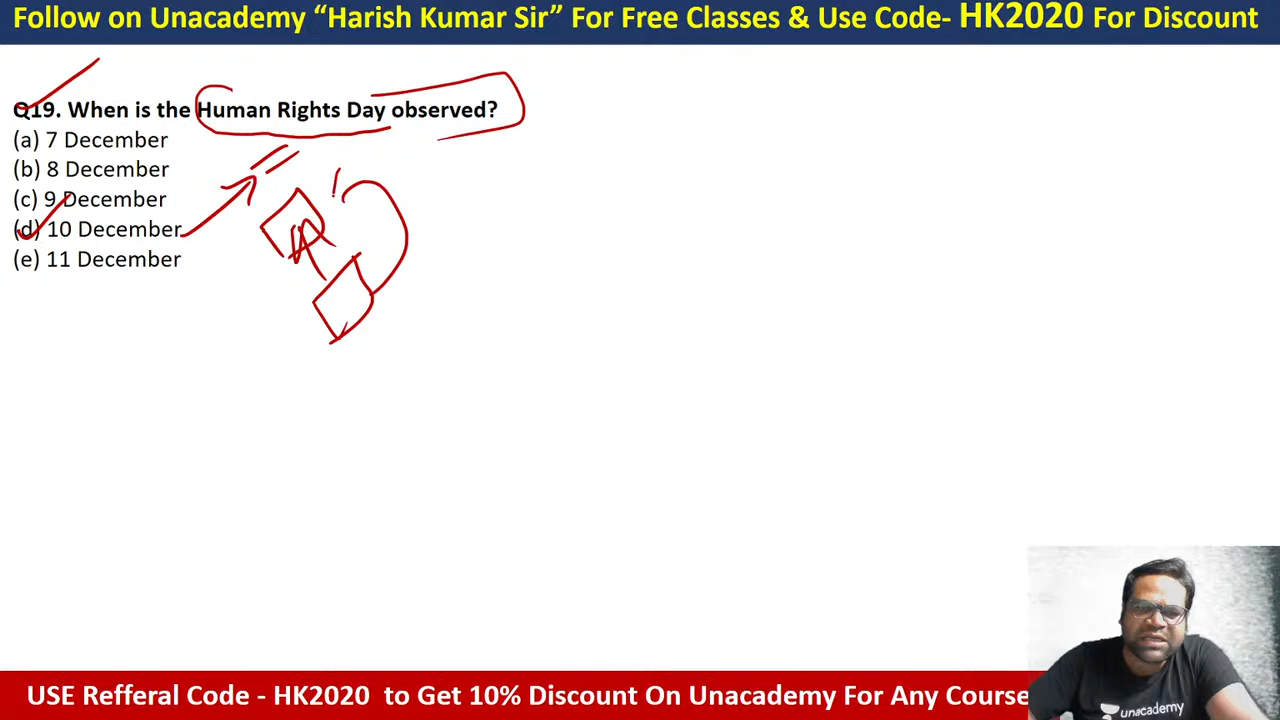 Follow on Unacademy “Harish Kumar Sir” For Free Classes & Use Code- HK2020 For Discount
Q19. When is the Human Rights Day observed?
(a) 7 December
(b) 8 December
(c) 9 December
(d) 10 December
(e) 11 December
USE Refferal Code - HK2020 to Get 10% Discount On Unacademy For Any Course
unacademy